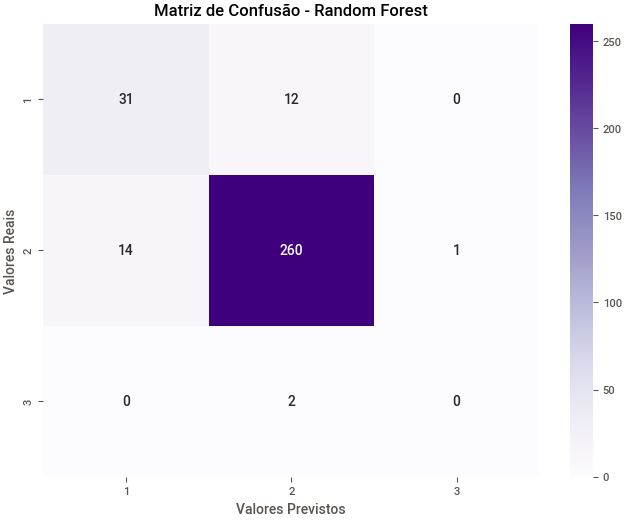 Matriz de Confusão - Random Forest
31 12 0
14 260 1
0 2 0
1
2
3
Valores Reais
1 2 3
Valores Previstos
250
200
150
100
50
0